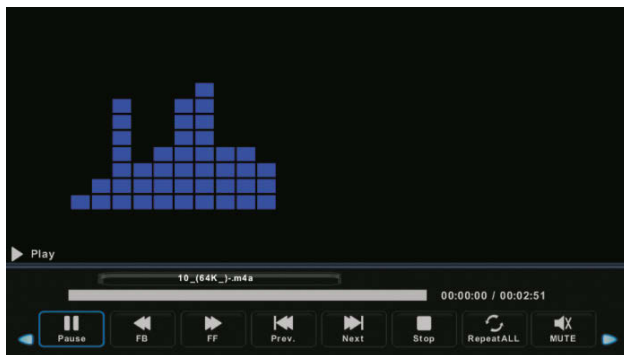 Play
10_(64K_)-.m4a
00:00:00 / 00:02:51
Pause FB FF Prev. Next Stop RepeatALL MUTE